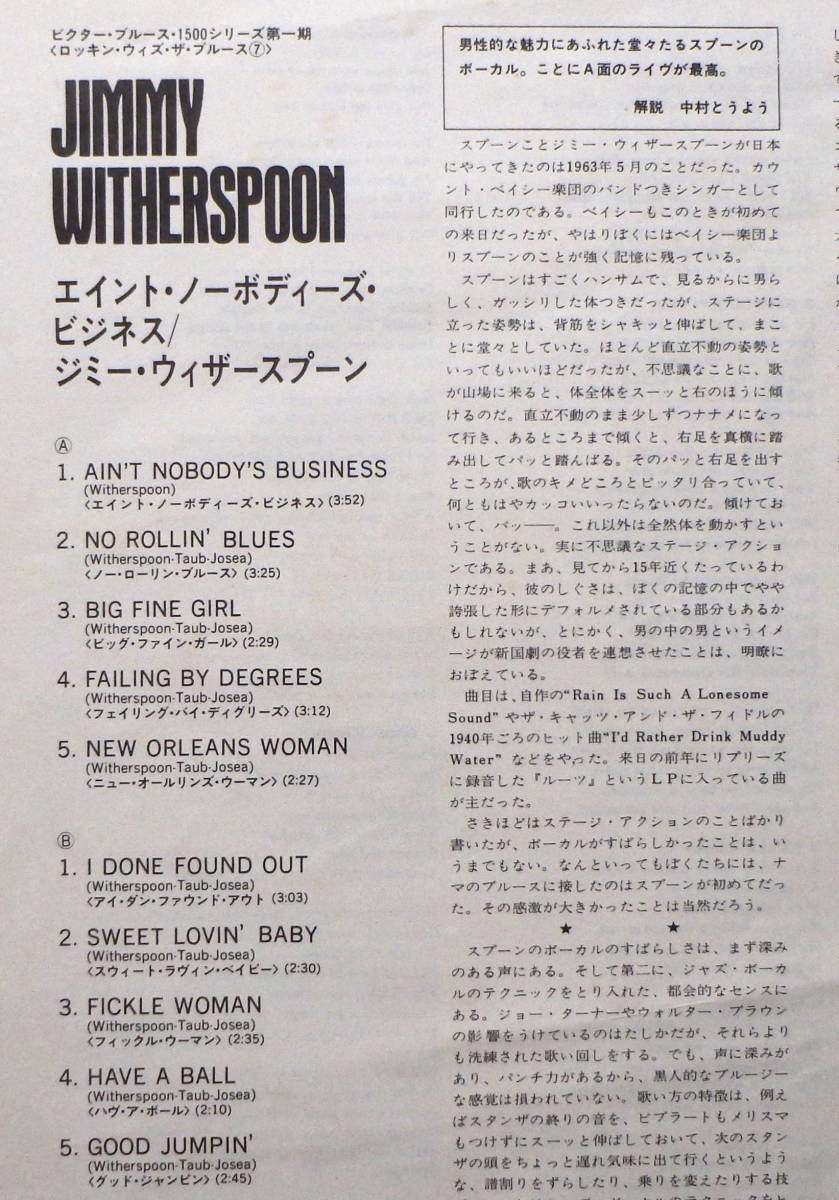 ビクター・ブルース・1500シリーズ第一期
〈ロッキン・ウィズ・ザ・ブルース⑦〉
JIMMY
WITHERSPOON
エイント・ノーボディーズ・
ビジネス/
ジミー・ウィザースプーン
Ⓐ
1. AIN'T NOBODY'S BUSINESS
(Witherspoon)
〈エイント・ノーボディーズ・ビジネス〉(3:52)
2. NO ROLLIN' BLUES
(Witherspoon-Taub-Josea)
〈ノー・ローリン・ブルース〉(3:25)
3. BIG FINE GIRL
(Witherspoon-Taub-Josea)
〈ビッグ・ファイン・ガール〉(2:29)
4. FAILING BY DEGREES
(Witherspoon-Taub-Josea)
〈フェイリング・バイ・ディグリーズ〉(3:12)
5. NEW ORLEANS WOMAN
(Witherspoon-Taub-Josea)
〈ニュー・オールリンズ・ウーマン〉(2:27)
Ⓑ
1. I DONE FOUND OUT
(Witherspoon-Taub-Josea)
〈アイ・ダン・ファウンド・アウト (3:03)
2. SWEET LOVIN' BABY
(Witherspoon-Taub-Josea)
〈スウィート・ラヴィン・ベイビー〉(2:30)
3. FICKLE WOMAN
(Witherspoon-Taub-Josea)
〈フィックル・ウーマン〉(2:35)
4. HAVE A BALL
(Witherspoon-Taub-Josea)
〈ハヴ・ア・ボール〉(2:10)
5. GOOD JUMPIN'
(Witherspoon-Taub-Josea)
〈グッド・ジャンピン〉(2:45)
男性的な魅力にあふれた堂々たるスプーンの
ボーカル。ことにA面のライヴが最高。
解説 中村とうよう
スプーンことジミー・ウィザースプーンが日本
にやってきたのは1963年5月のことだった。カウ
ント・ベイシー楽団のバンドつきシンガーとして
同行したのである。ベイシーもこのときが初めて
の来日だったが、やはりぼくにはベイシー楽団よ
りスプーンのことが強く記憶に残っている。
スプーンはすごくハンサムで、見るからに男ら
しく、ガッシリした体つきだったが、ステージに
立った姿勢は、背筋をシャキッと伸ばして、まこ
とに堂々としていた。ほとんど直立不動の姿勢と
いってもいいほどだったが、不思議なことに、歌
が山場に来ると、体全体をスーッと右のほうに傾
けるのだ。直立不動のまま少しずつナナメになっ
て行き、あるところまで傾くと、右足を真横に踏
み出してパッと踏んばる。そのパッと右足を出す
ところが、歌のキメどころとピッタリ合っていて、
何ともはやカッコいいったらないのだ。傾けてお
いて、パッ——。これ以外は全然体を動かすとい
うことがない。実に不思議なステージ・アクショ
ンである。まあ、見てから15年近くたっているわ
けだから、彼のしぐさは、ぼくの記憶の中でやや
誇張した形にデフォルメされている部分もあるか
もしれないが、とにかく、男の中の男というイメ
ージが新国劇の役者を連想させたことは、明瞭に
おぼえている。
曲目は、自作の“Rain Is Such A Lonesome
Sound”やザ・キャッツ・アンド・ザ・フィドルの
1940年ごろのヒット曲“I'd Rather Drink Muddy
Water” などをやった。来日の前年にリプリーズ
に録音した『ルーツ』というＬＰに入っている曲
が主だった。
さきほどはステージ・アクションのことばかり
書いたが、ボーカルがすばらしかったことは、い
うまでもない。なんといってもぼくたちには、ナ
マのブルースに接したのはスプーンが初めてだっ
た。その感激が大きかったことは当然だろう。
★ ★
スプーンのボーカルのすばらしさは、まず深み
のある声にある。そして第二に、ジャズ・ボーカ
ルのテクニックをとり入れた、都会的なセンスに
ある。ジョー・ターナーやウォルター・ブラウン
の影響をうけているのはたしかだが、それらより
も洗練された歌い回しをする。でも、声に深みが
あり、パンチ力があるから、黒人的なブルージー
な感覚は損われていない。歌い方の特徴は、例え
ばスタンザの終りの音を、ビブラートもメリスマ
もつけずにスーッと伸ばしておいて、次のスタン
ザの頭をちょっと遅れ気味に出て行くというよう
な、譜割りをずらしたり、乗りを変えたりする技